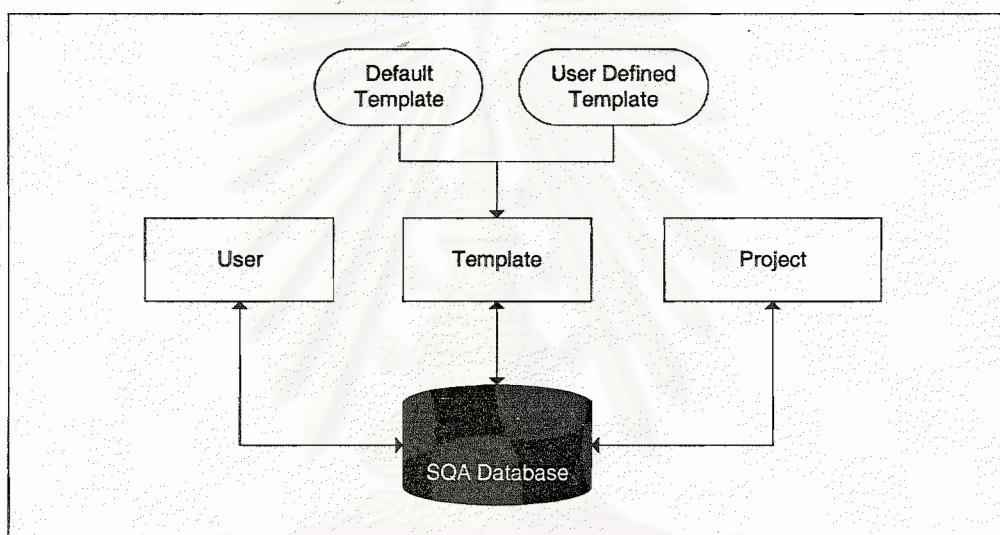 Default
Template
User Defined
Template
User
Template
Project
SQA Database